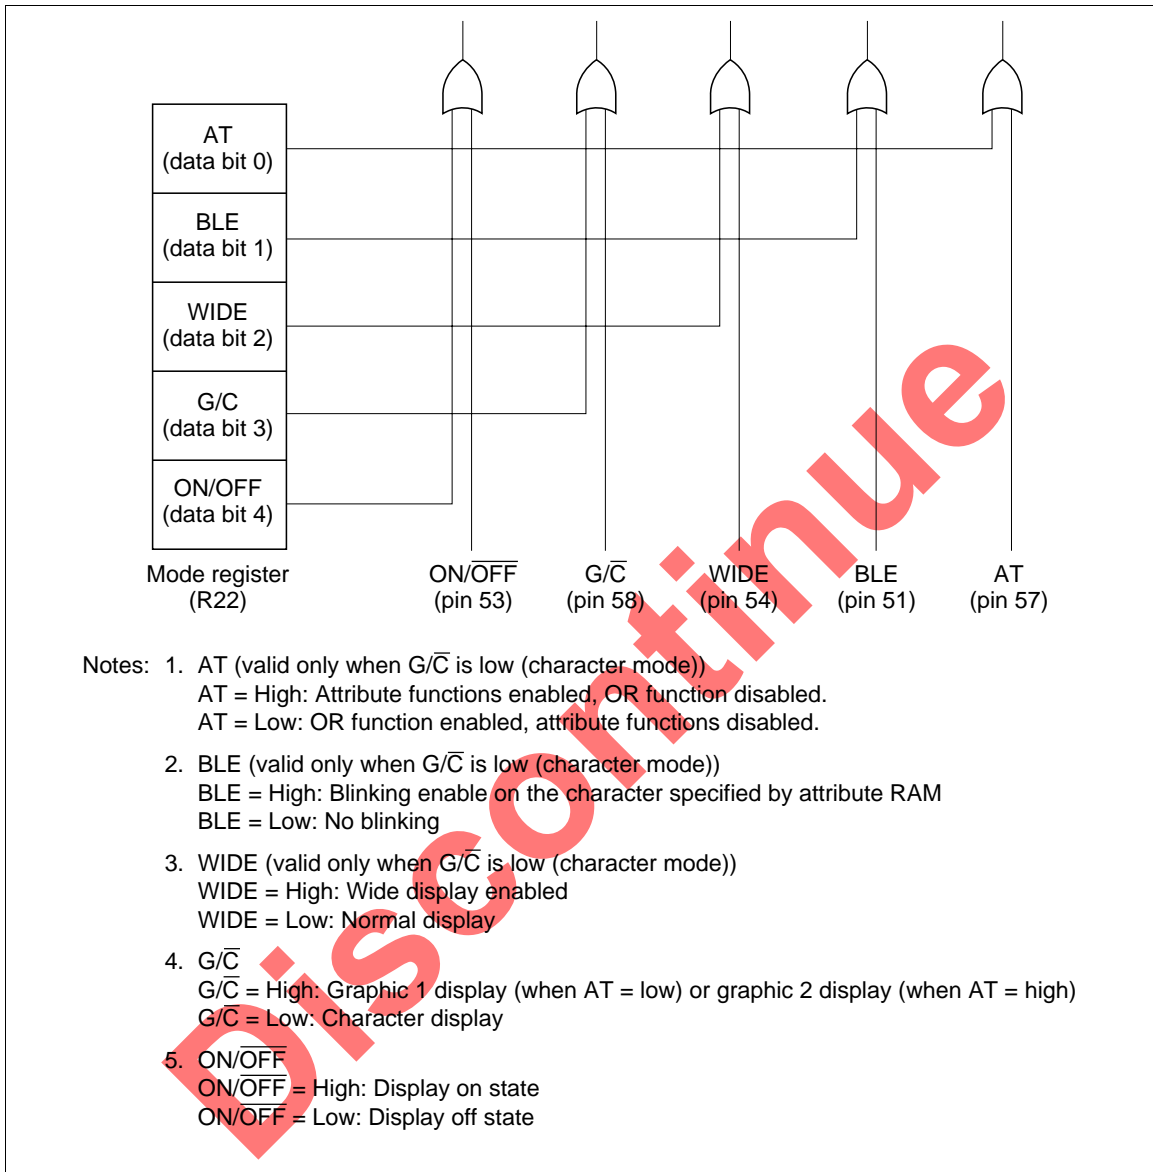 AT
(data bit 0)
BLE
(data bit 1)
WIDE
(data bit 2)
G/C
(data bit 3)
ON/OFF
(data bit 4)
Mode register
(R22)
ON/O̅F̅F̅
(pin 53)
G/C̅
(pin 58)
WIDE
(pin 54)
BLE
(pin 51)
AT
(pin 57)
Notes: 1. AT (valid only when G/C̅ is low (character mode))
AT = High: Attribute functions enabled, OR function disabled.
AT = Low: OR function enabled, attribute functions disabled.
2. BLE (valid only when G/C̅ is low (character mode))
BLE = High: Blinking enable on the character specified by attribute RAM
BLE = Low: No blinking
3. WIDE (valid only when G/C̅ is low (character mode))
WIDE = High: Wide display enabled
WIDE = Low: Normal display
4. G/C̅
G/C̅ = High: Graphic 1 display (when AT = low) or graphic 2 display (when AT = high)
G/C̅ = Low: Character display
5. ON/O̅F̅F̅
ON/O̅F̅F̅ = High: Display on state
ON/O̅F̅F̅ = Low: Display off state
Discontinue